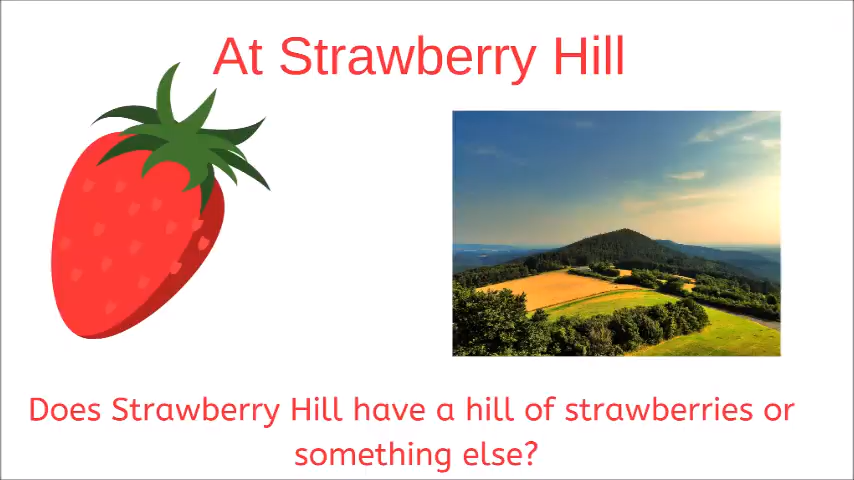 At Strawberry Hill
Does Strawberry Hill have a hill of strawberries or
something else?